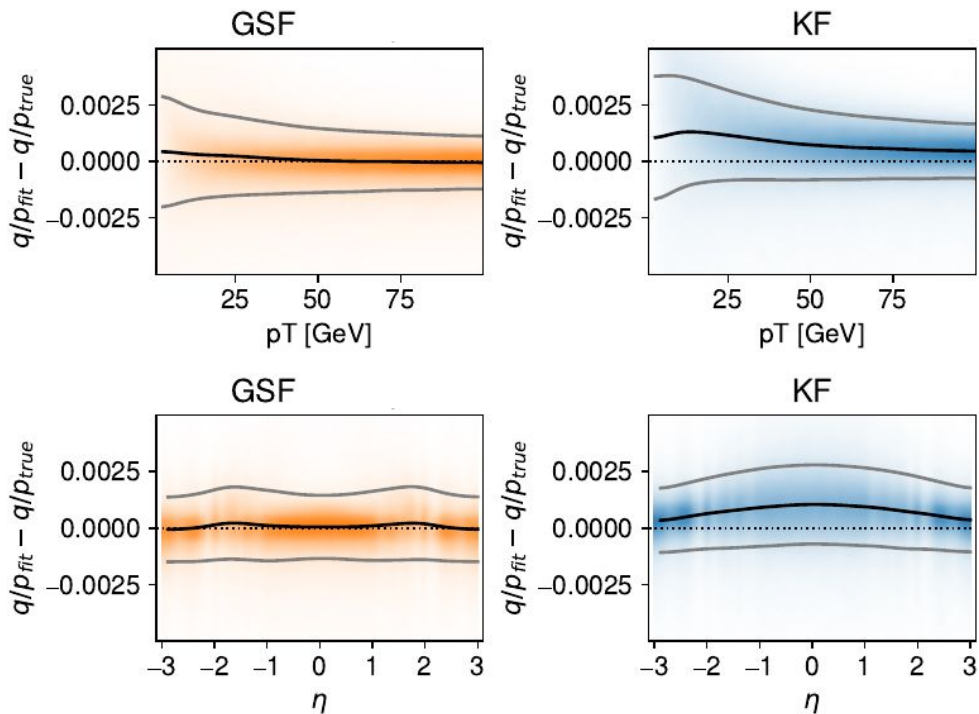 GSF
KF
q/p_fit − q/p_true
0.0025
0.0000
−0.0025
25 50 75
pT [GeV]
q/p_fit − q/p_true
0.0025
0.0000
−0.0025
25 50 75
pT [GeV]
GSF
KF
q/p_fit − q/p_true
0.0025
0.0000
−0.0025
−3 −2 −1 0 1 2 3
η
q/p_fit − q/p_true
0.0025
0.0000
−0.0025
−3 −2 −1 0 1 2 3
η